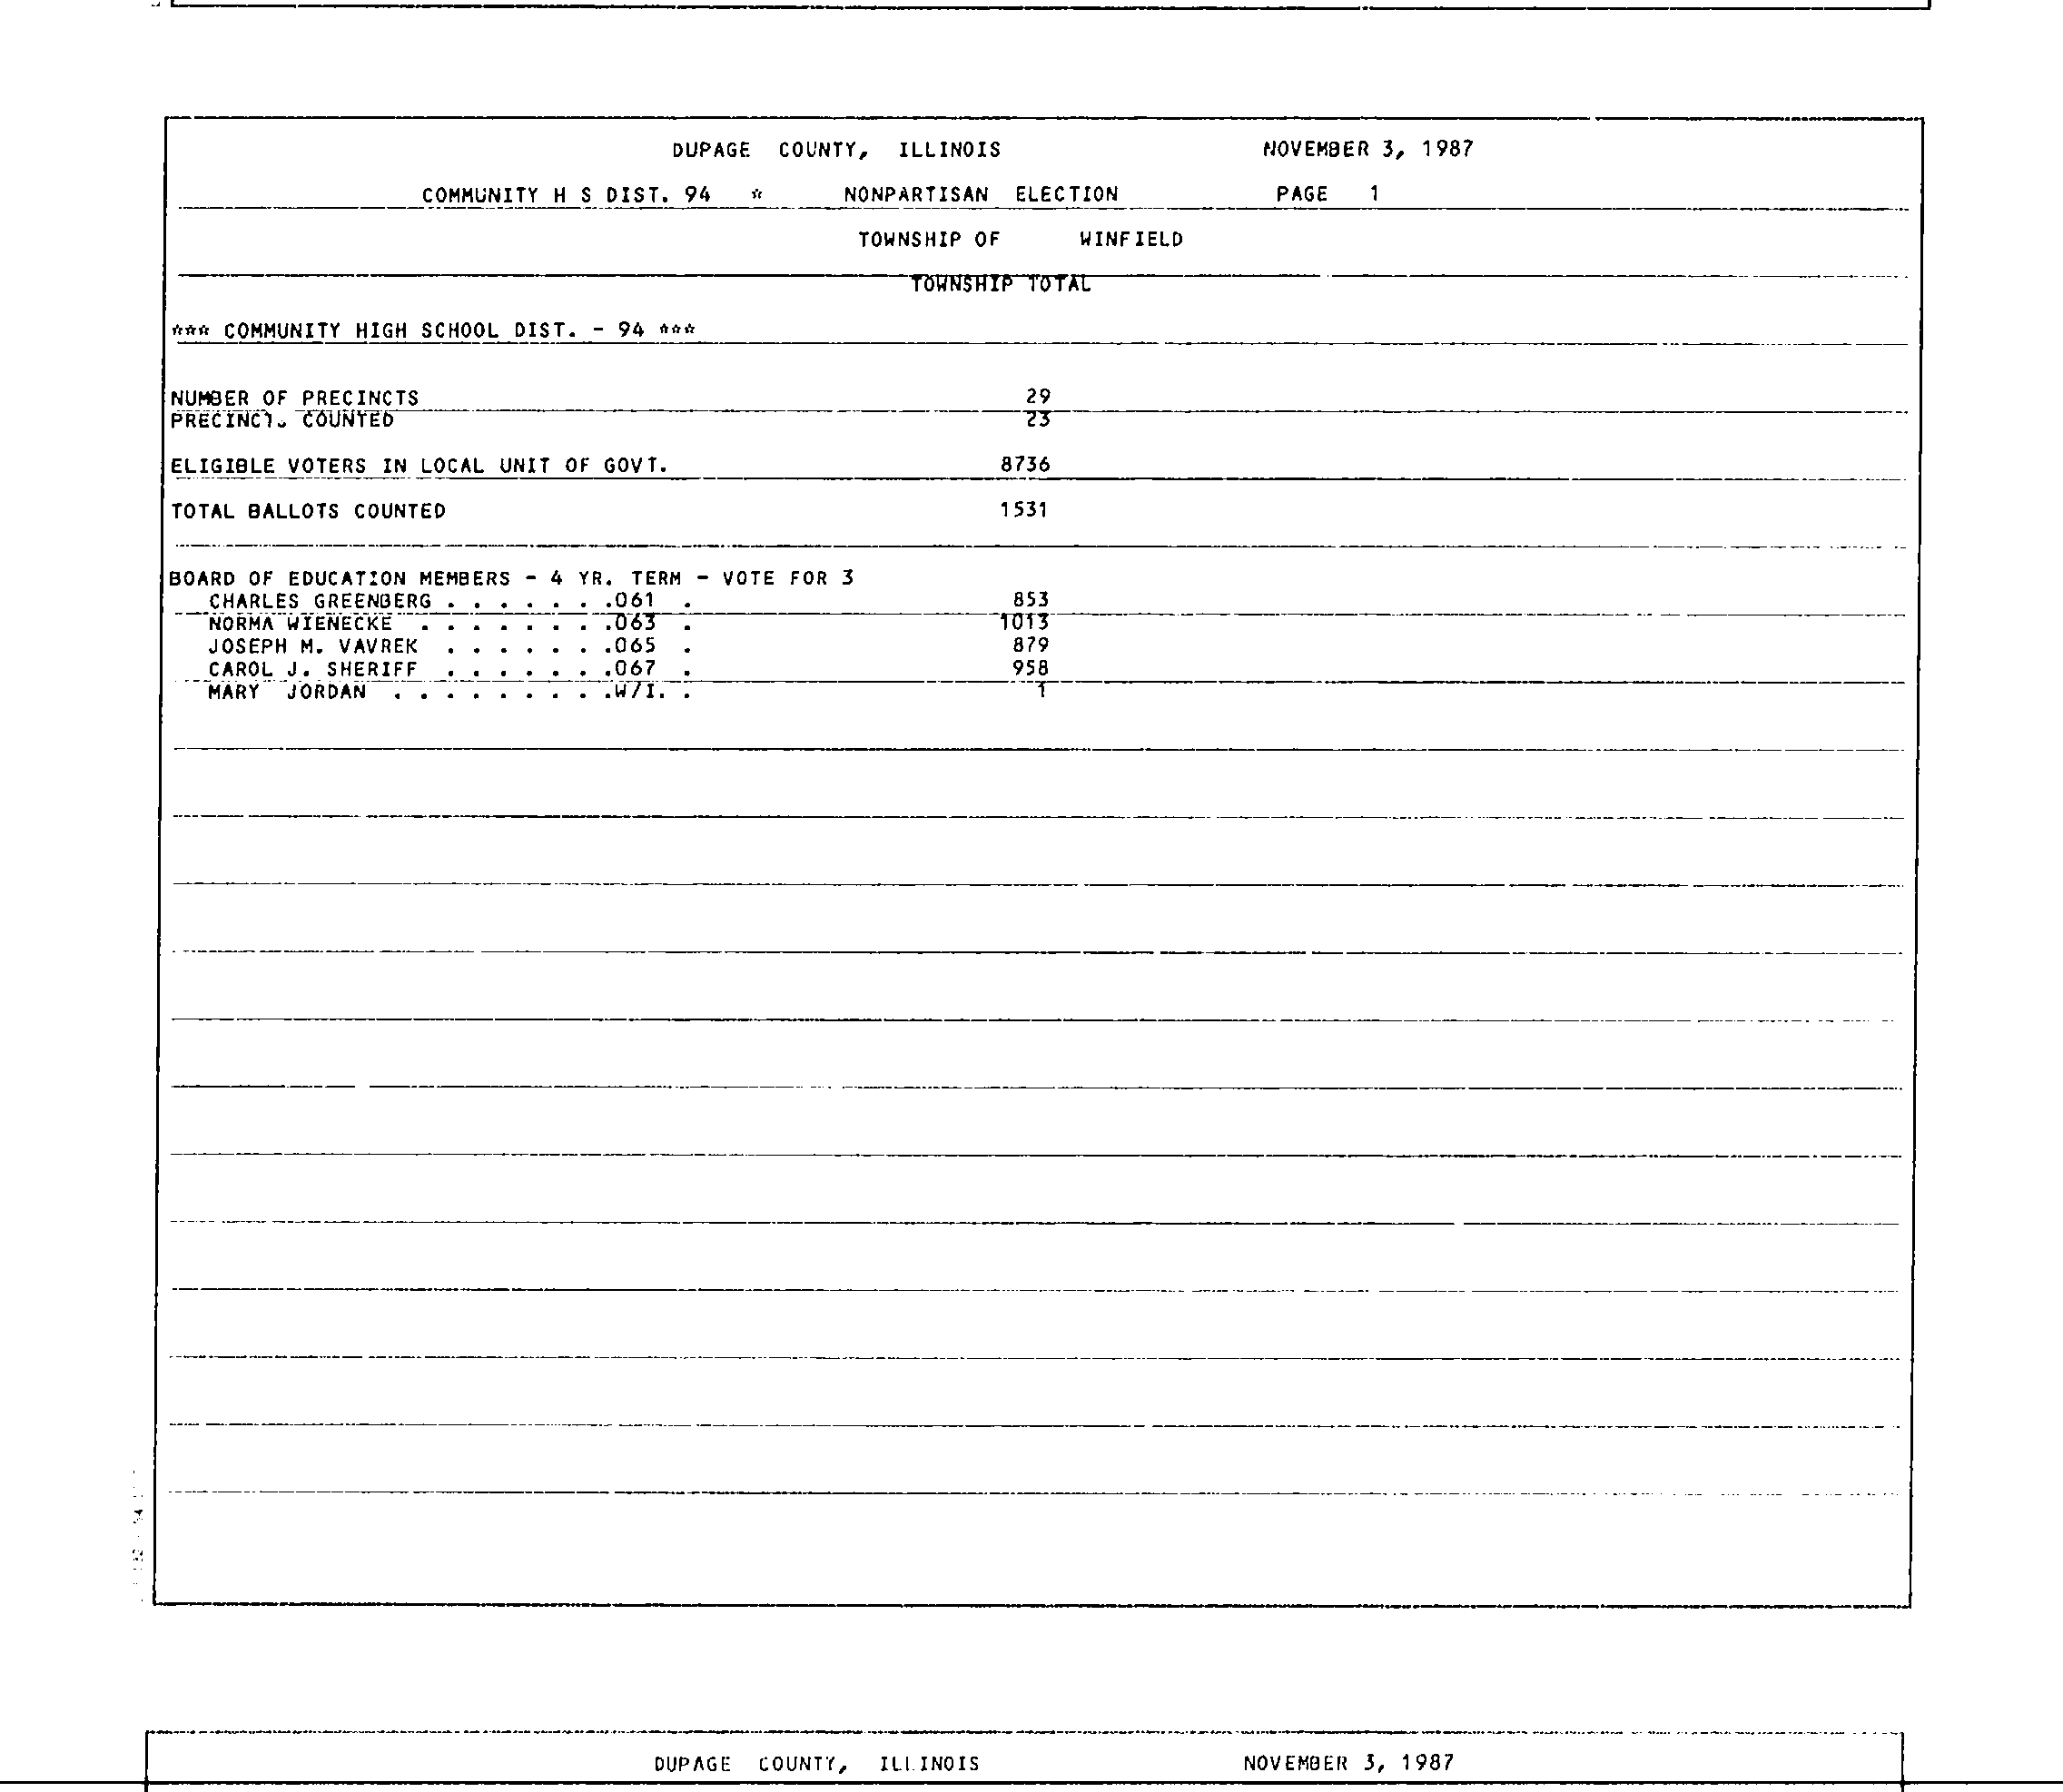 DUPAGE COUNTY, ILLINOIS NOVEMBER 3, 1987
COMMUNITY H S DIST. 94 * NONPARTISAN ELECTION PAGE 1
TOWNSHIP OF WINFIELD
TOWNSHIP TOTAL
*** COMMUNITY HIGH SCHOOL DIST. - 94 ***
NUMBER OF PRECINCTS 29
COUNTED 23
ELIGIBLE VOTERS IN LOCAL UNIT OF GOVT. 8736
TOTAL BALLOTS COUNTED 1531
BOARD OF EDUCATION MEMBERS - 4 YR. TERM - VOTE FOR 3
CHARLES GREENBERG . . . . . . .061 . 853
NORMA WIENECKE . . . . . . . .063 . 1013
JOSEPH M. VAVREK . . . . . . .065 . 879
CAROL J. SHERIFF . . . . . . .067 . 958
MARY JORDAN . . . . . . . . .W/I. . 1
DUPAGE COUNTY, ILLINOIS NOVEMBER 3, 1987